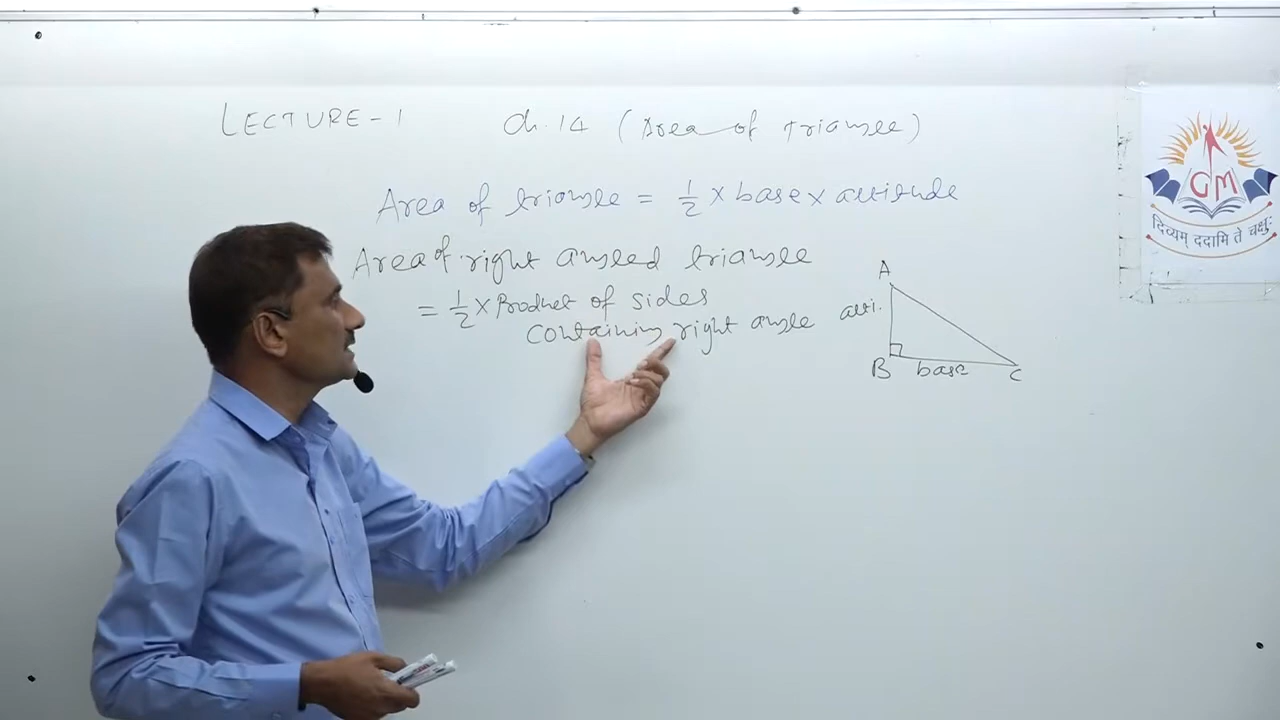 LECTURE-1 Ch.14 (Area of triangle)
Area of triangle = 1/2 × base × altitude
Area of right angled triangle
= 1/2 × Product of sides
containing right angle
A
alti.
B base C
GM
दिव्यम् ददामि ते चक्षुः